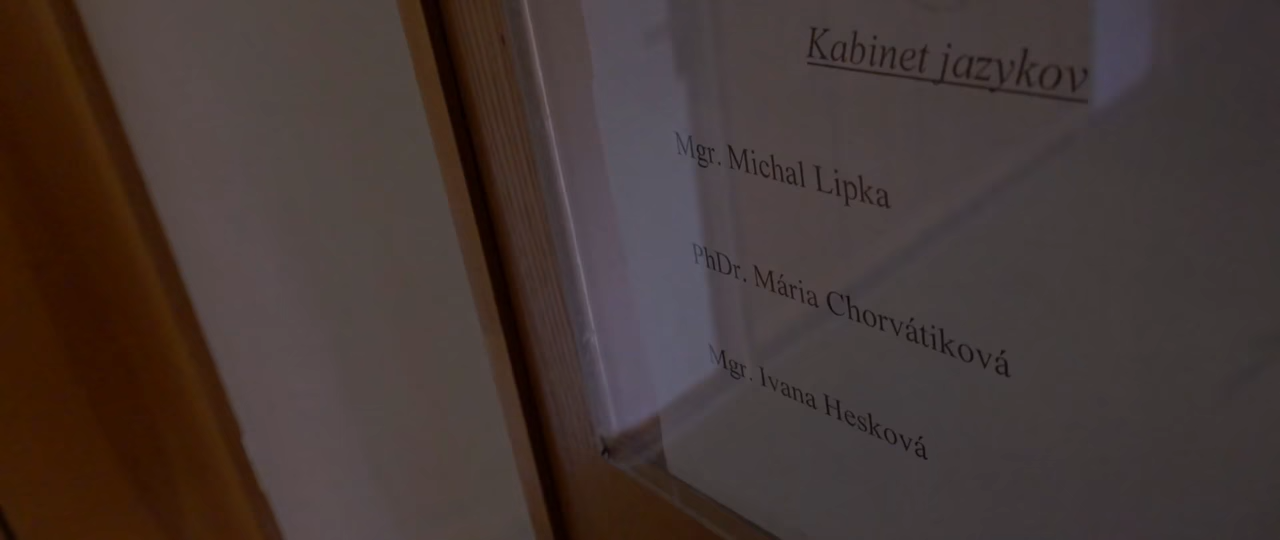 Kabinet jazykov
Mgr. Michal Lipka
PhDr. Mária Chorvátiková
Mgr. Ivana Hesková